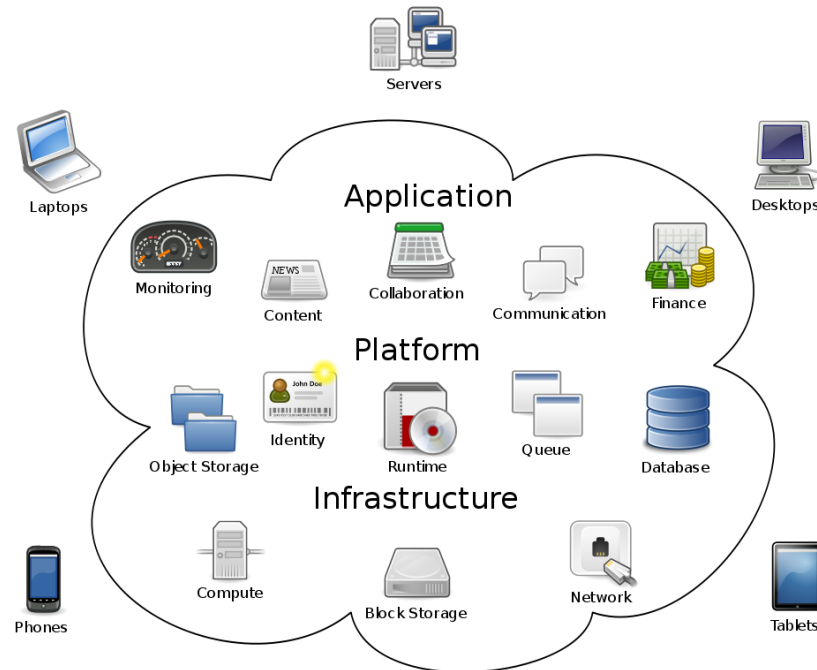 Servers
Laptops
Desktops
Application
Monitoring
NEWS
Content
Collaboration
Communication
Finance
Platform
Object Storage
John Doe
Identity
Runtime
Queue
Database
Infrastructure
Compute
Block Storage
Network
Phones
Tablets